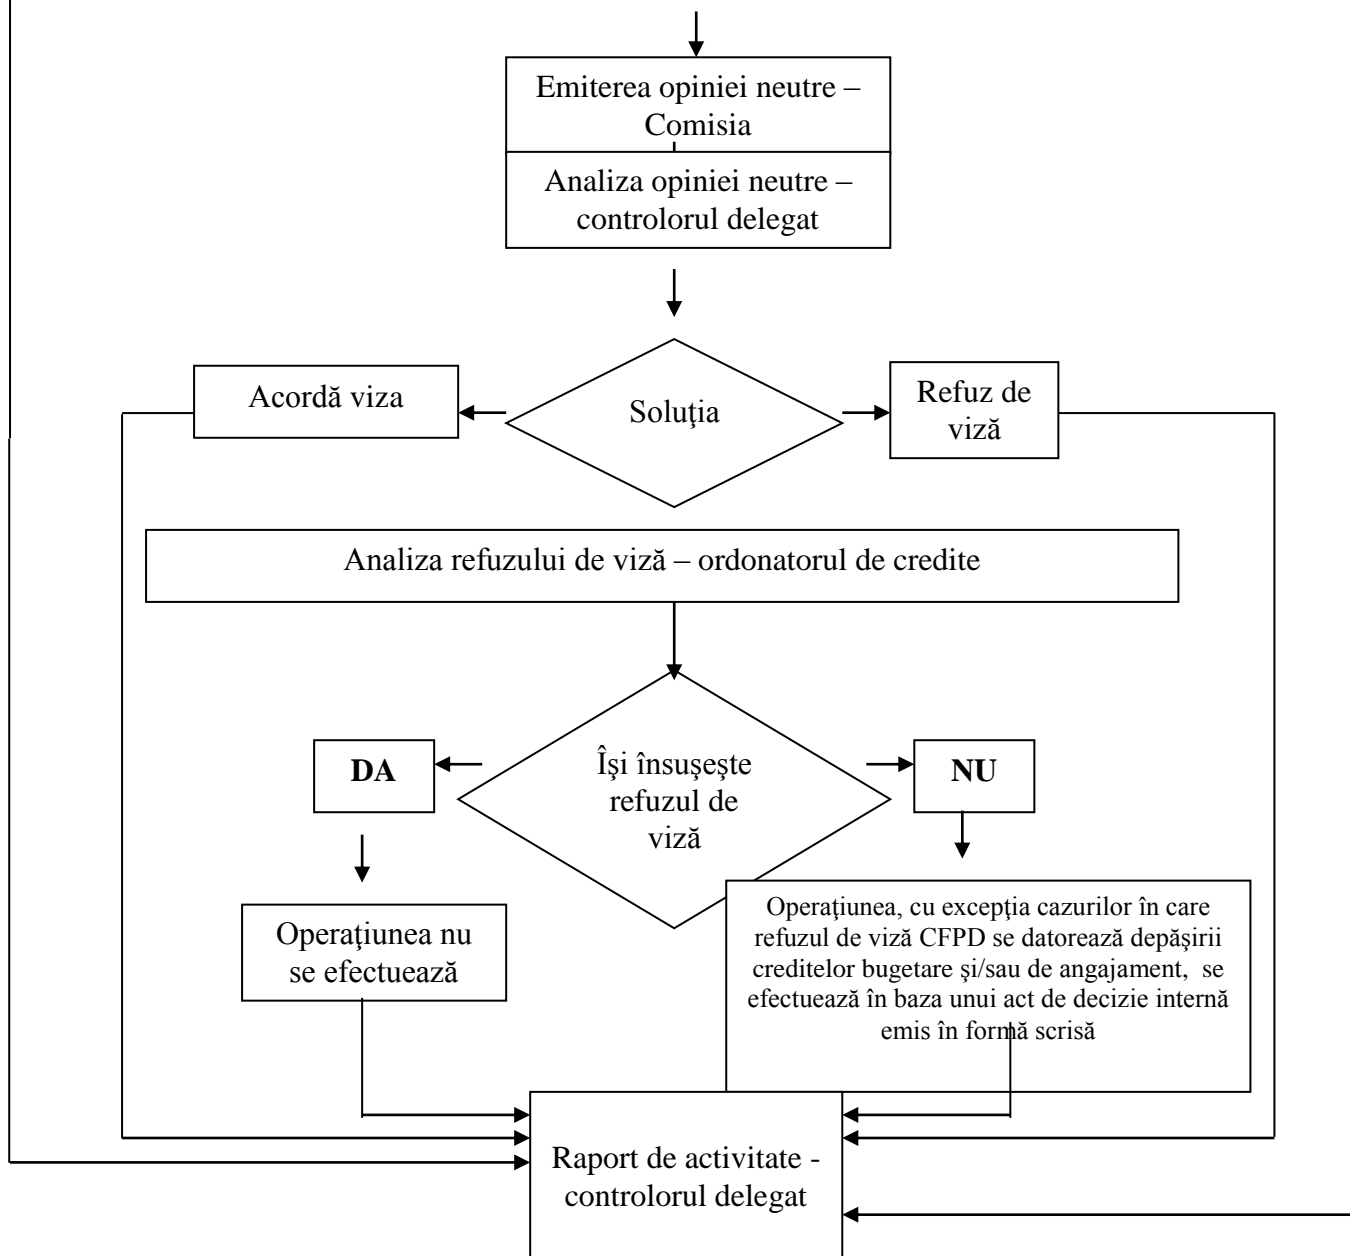 Emiterea opiniei neutre –
Comisia
Analiza opiniei neutre –
controlorul delegat
Acordă viza
Soluţia
Refuz de
viză
Analiza refuzului de viză – ordonatorul de credite
DA
Îşi însuşeşte
refuzul de
viză
NU
Operaţiunea nu
se efectuează
Operaţiunea, cu excepţia cazurilor în care
refuzul de viză CFPD se datorează depăşirii
creditelor bugetare şi/sau de angajament, se
efectuează în baza unui act de decizie internă
emis în formă scrisă
Raport de activitate -
controlorul delegat